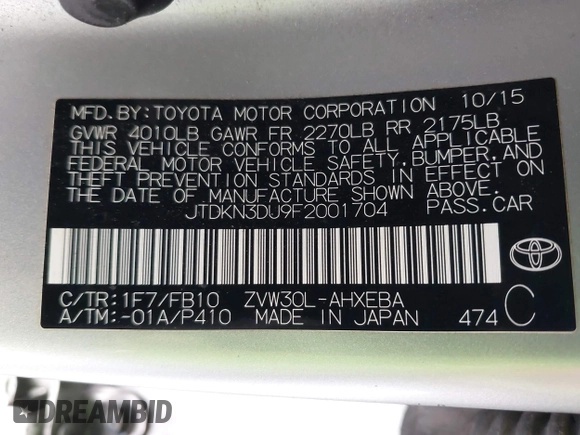 MFD.BY:TOYOTA MOTOR CORPORATION 10/15
GVWR 4010LB GAWR FR 2270LB RR 2175LB
THIS VEHICLE CONFORMS TO ALL APPLICABLE
FEDERAL MOTOR VEHICLE SAFETY,BUMPER,AND
THEFT PREVENTION STANDARDS IN EFFECT ON
THE DATE OF MANUFACTURE SHOWN ABOVE.
JTDKN3DU9F2001704 PASS.CAR
C/TR:1F7/FB10 ZVW30L-AHXEBA
A/TM:-01A/P410 MADE IN JAPAN 474 C
DREAMBID